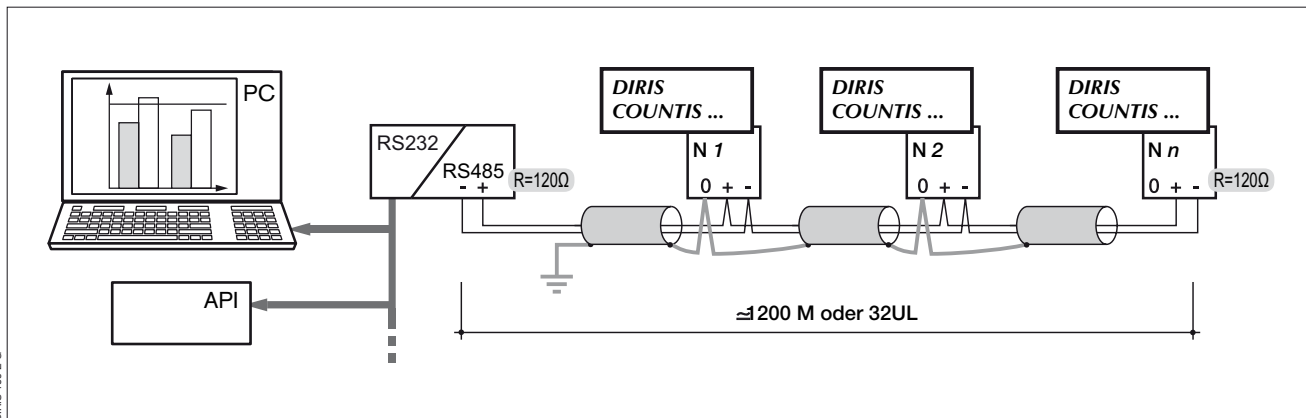 PC
RS232
RS485
- +
R=120Ω
API
DIRIS
COUNTIS ...
N 1
0 + -
DIRIS
COUNTIS ...
N 2
0 + -
DIRIS
COUNTIS ...
N n
0 + -
R=120Ω
≃1200 M oder 32UL